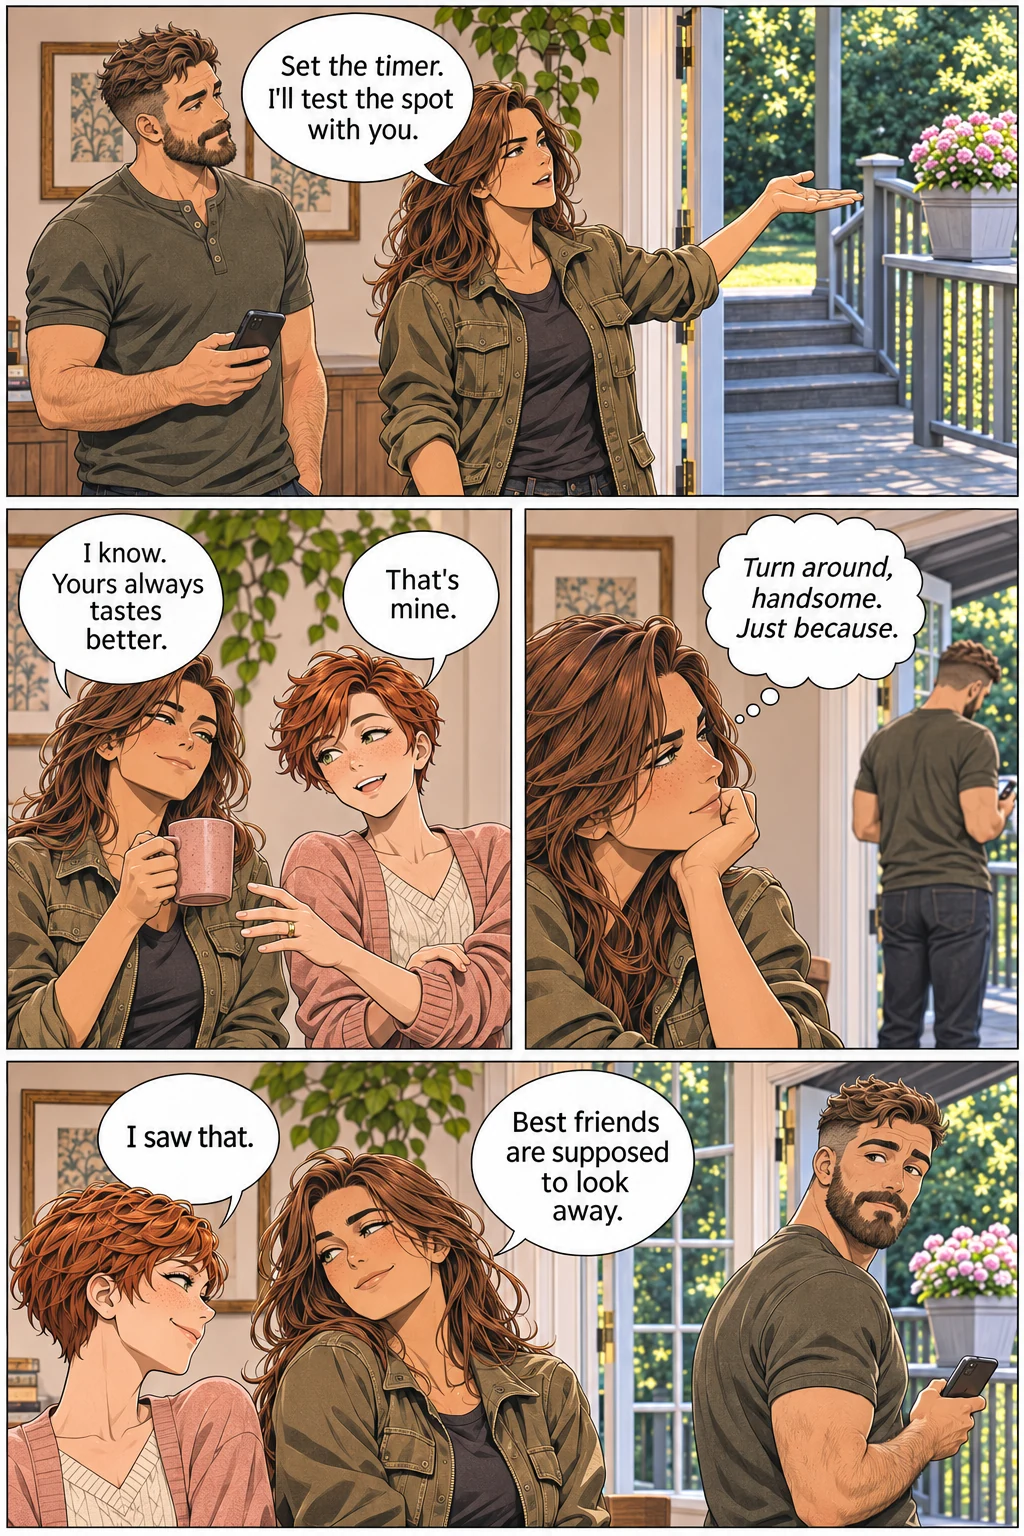 Set the timer.
I'll test the spot
with you.
I know.
Yours always
tastes
better.
That's
mine.
Turn around,
handsome.
Just because.
I saw that.
Best friends
are supposed
to look
away.